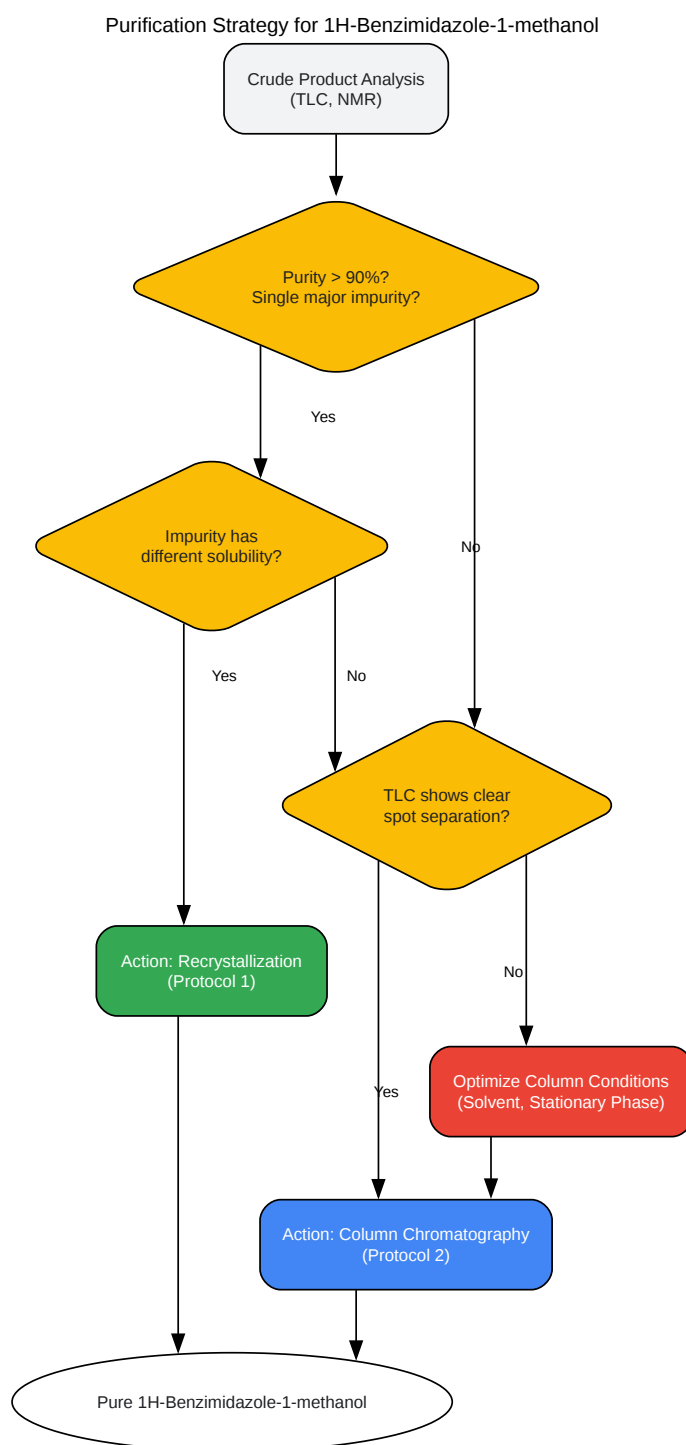 Purification Strategy for 1H-Benzimidazole-1-methanol
Crude Product Analysis
(TLC, NMR)
Purity > 90%?
Single major impurity?
Yes
Impurity has
different solubility?
No
Yes
No
TLC shows clear
spot separation?
Action: Recrystallization
(Protocol 1)
No
Optimize Column Conditions
(Solvent, Stationary Phase)
Yes
Action: Column Chromatography
(Protocol 2)
Pure 1H-Benzimidazole-1-methanol